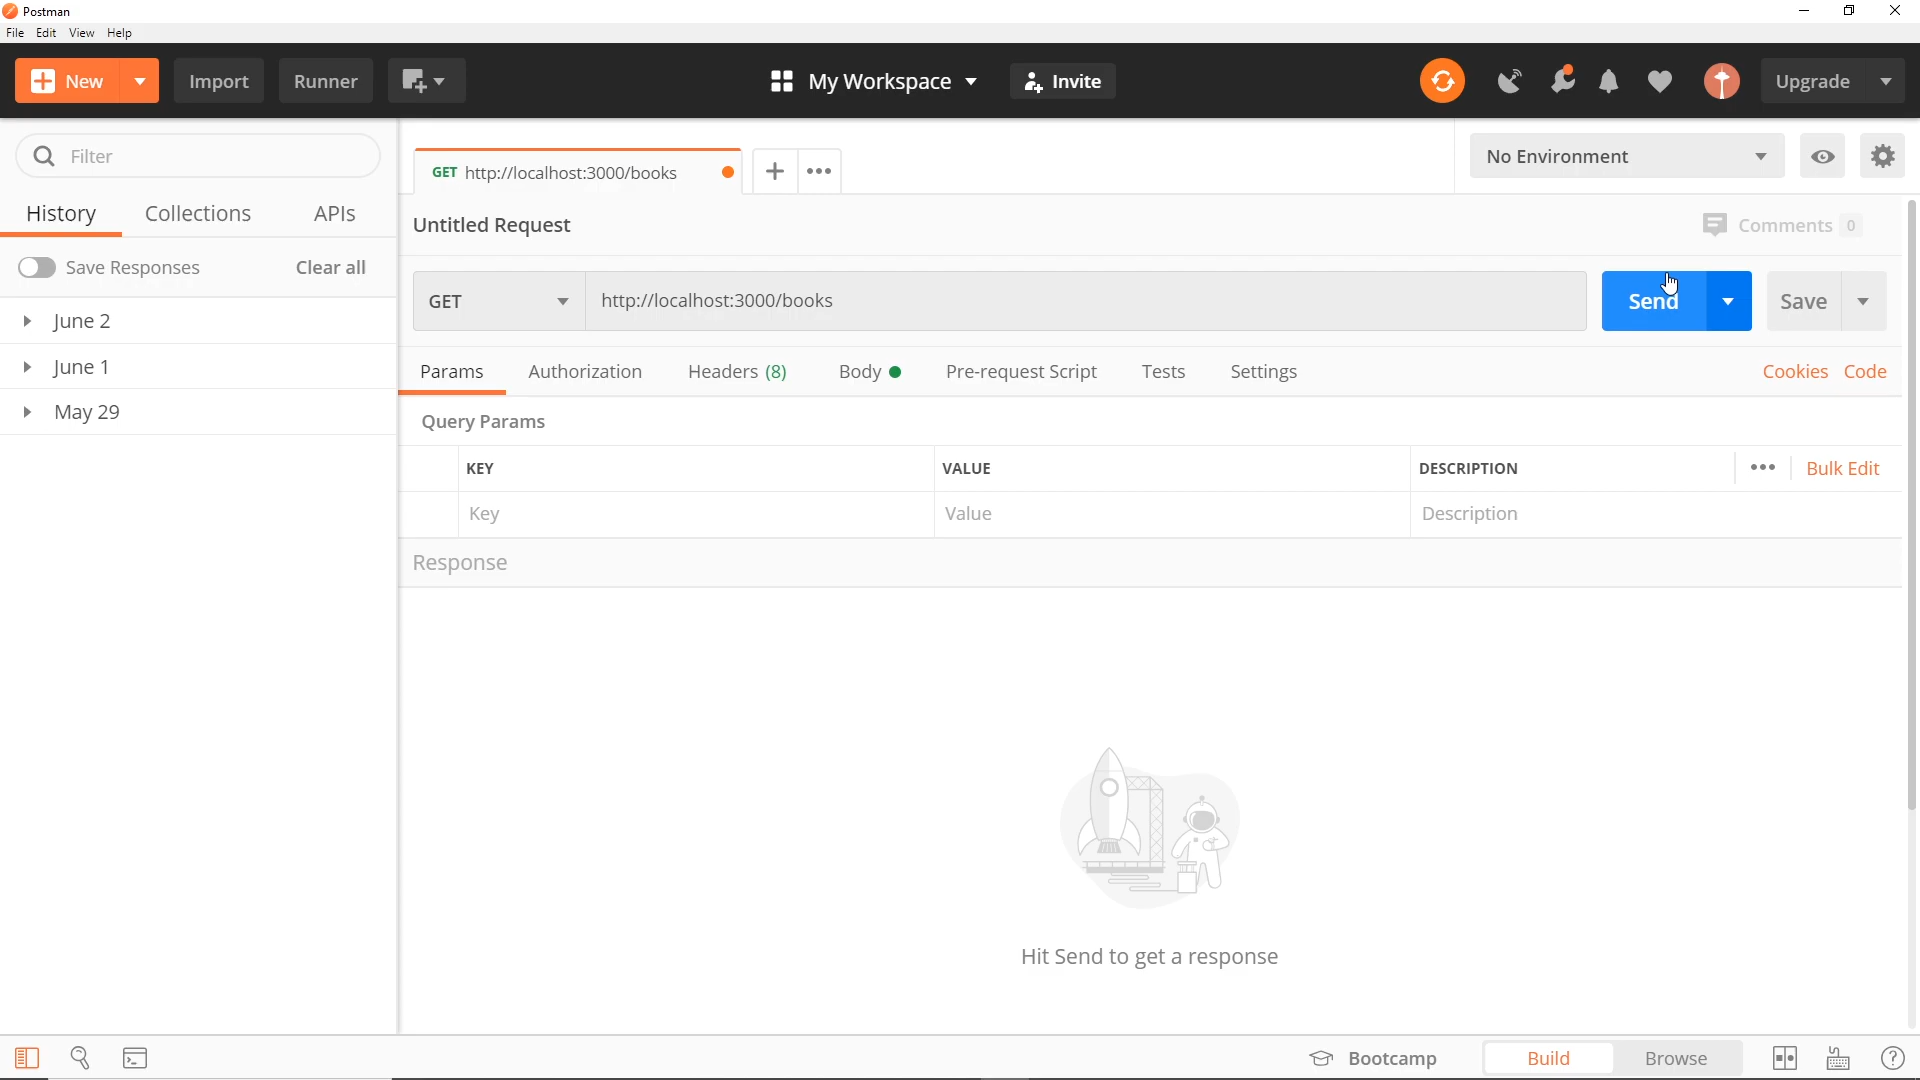 Postman
File Edit View Help
New Import Runner My Workspace Invite Upgrade
Filter
GET http://localhost:3000/books
No Environment
History Collections APIs
Untitled Request
Comments 0
Save Responses Clear all
GET http://localhost:3000/books Send Save
June 2
June 1
May 29
Params Authorization Headers (8) Body Pre-request Script Tests Settings Cookies Code
Query Params
KEY VALUE DESCRIPTION Bulk Edit
Key Value Description
Response
Hit Send to get a response
Bootcamp Build Browse